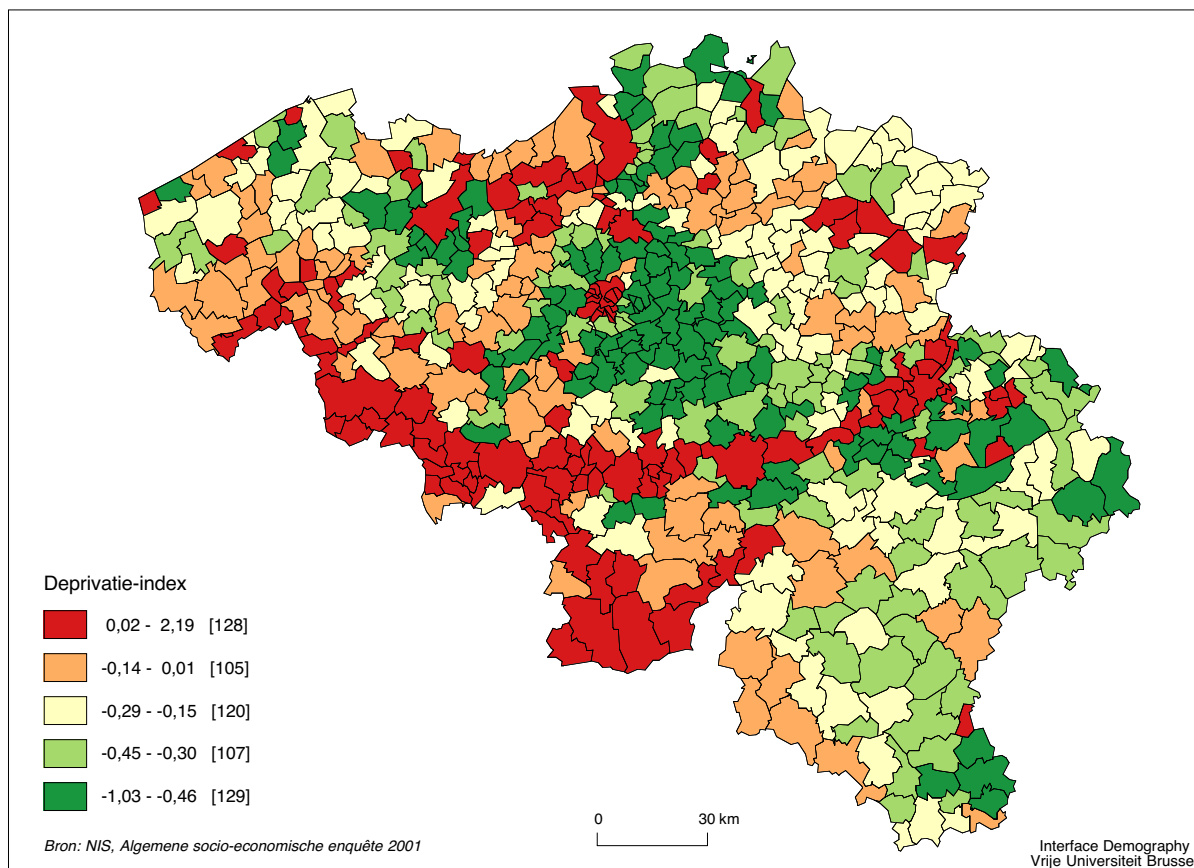 Deprivatie-index
0,02 - 2,19 [128]
-0,14 - 0,01 [105]
-0,29 - -0,15 [120]
-0,45 - -0,30 [107]
-1,03 - -0,46 [129]
0 30 km
Bron: NIS, Algemene socio-economische enquête 2001
Interface Demography
Vrije Universiteit Brusse